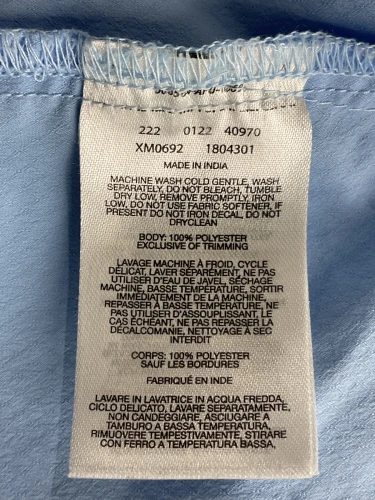 222 0122 40970
XM0692 1804301
MADE IN INDIA
MACHINE WASH COLD GENTLE, WASH
SEPARATELY, DO NOT BLEACH, TUMBLE
DRY LOW, REMOVE PROMPTLY, IRON
LOW, DO NOT USE FABRIC SOFTENER, IF
PRESENT DO NOT IRON DECAL, DO NOT
DRYCLEAN
BODY: 100% POLYESTER
EXCLUSIVE OF TRIMMING
LAVAGE MACHINE À FROID, CYCLE
DÉLICAT, LAVER SÉPARÉMENT, NE PAS
UTILISER D'EAU DE JAVEL, SÉCHAGE
MACHINE, BASSE TEMPÉRATURE, SORTIR
IMMÉDIATEMENT DE LA MACHINE,
REPASSER À BASSE TEMPÉRATURE, NE
PAS UTILISER D'ASSOUPLISSANT, LE
CAS ÉCHÉANT, NE PAS REPASSER LA
DÉCALCOMANIE, NETTOYAGE À SEC
INTERDIT
CORPS: 100% POLYESTER
SAUF LES BORDURES
FABRIQUÉ EN INDE
LAVARE IN LAVATRICE IN ACQUA FREDDA,
CICLO DELICATO, LAVARE SEPARATAMENTE,
NON CANDEGGIARE, ASCIUGARE A
TAMBURO A BASSA TEMPERATURA,
RIMUOVERE TEMPESTIVAMENTE, STIRARE
CON FERRO A TEMPERATURA BASSA,